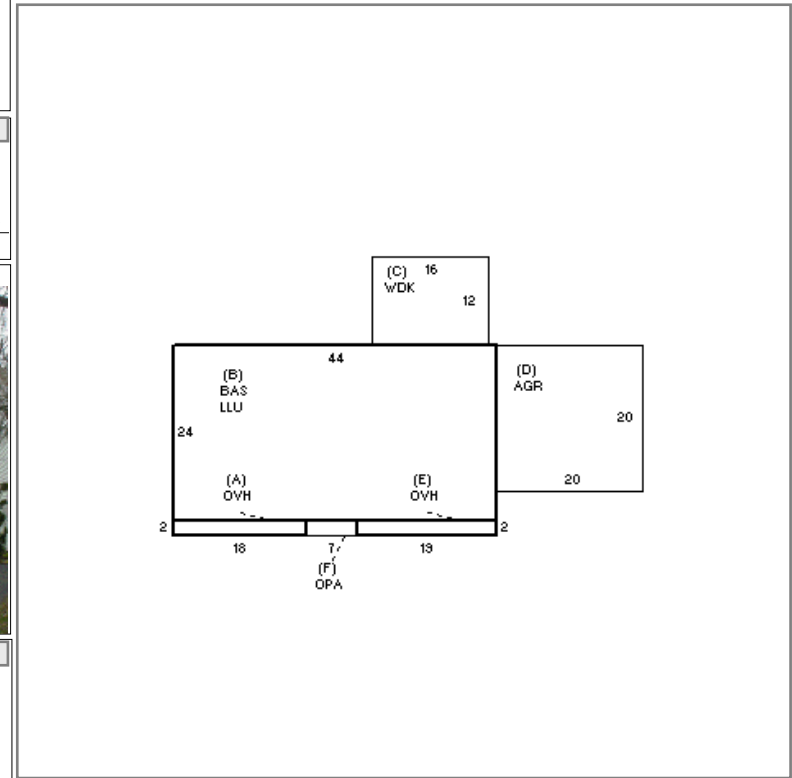 (C) 16
WDK
12
44
(B)
BAS
LLU
(D)
AGR
24
20
(A)
OVH
(E)
OVH
20
2
2
18
7
19
(F)
OPA